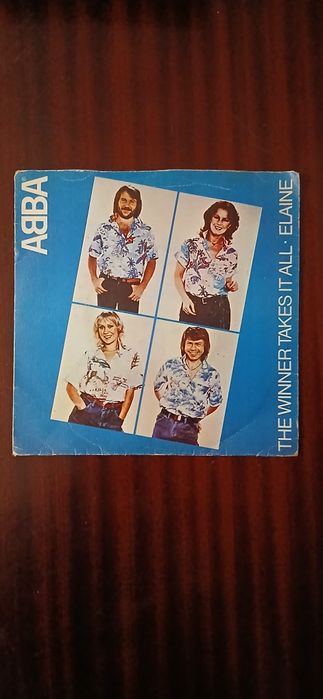 ABBA
THE WINNER TAKES IT ALL · ELAINE